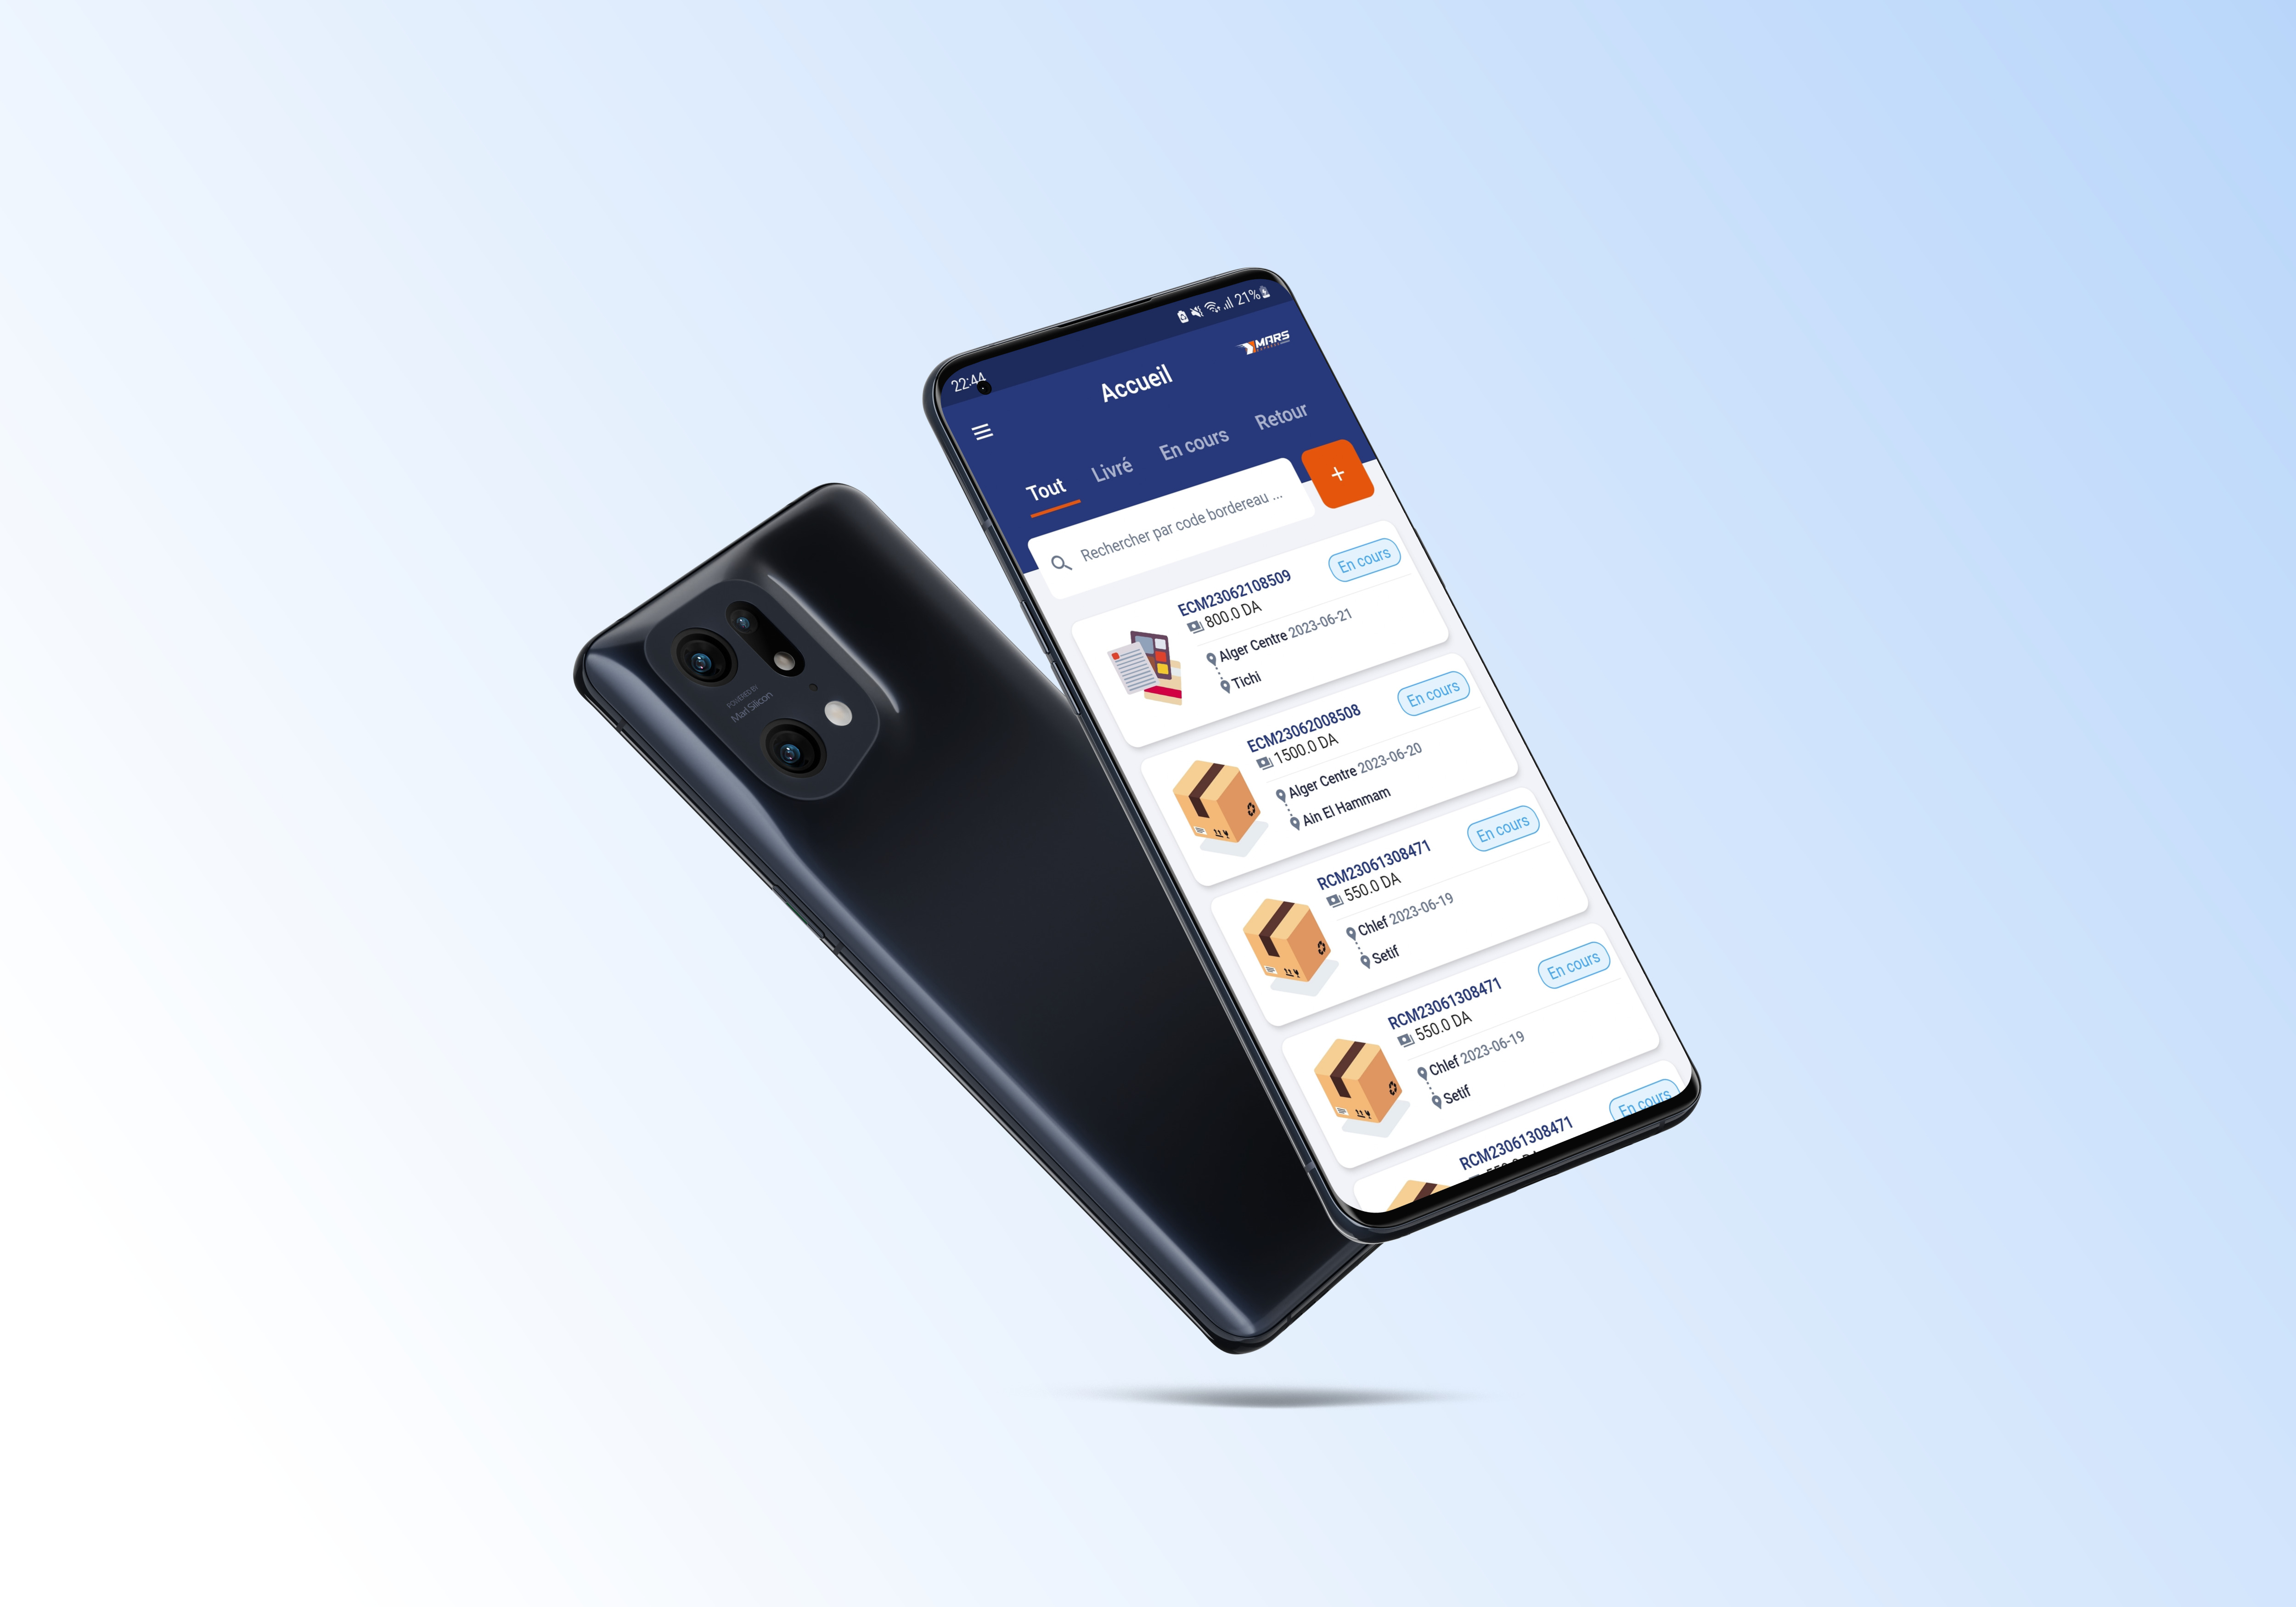 22:44
21%
MARS
Accueil
Tout
Livré
En cours
Retour
Rechercher par code bordereau ...
+
ECM23062108509
En cours
800.0 DA
Alger Centre 2023-06-21
Tichi
ECM23062008508
En cours
1500.0 DA
Alger Centre 2023-06-20
Ain El Hammam
RCM23061308471
En cours
550.0 DA
Chlef 2023-06-19
Setif
RCM23061308471
En cours
550.0 DA
Chlef 2023-06-19
Setif
RCM23061308471
En cours
POWERED BY
MariSilicon